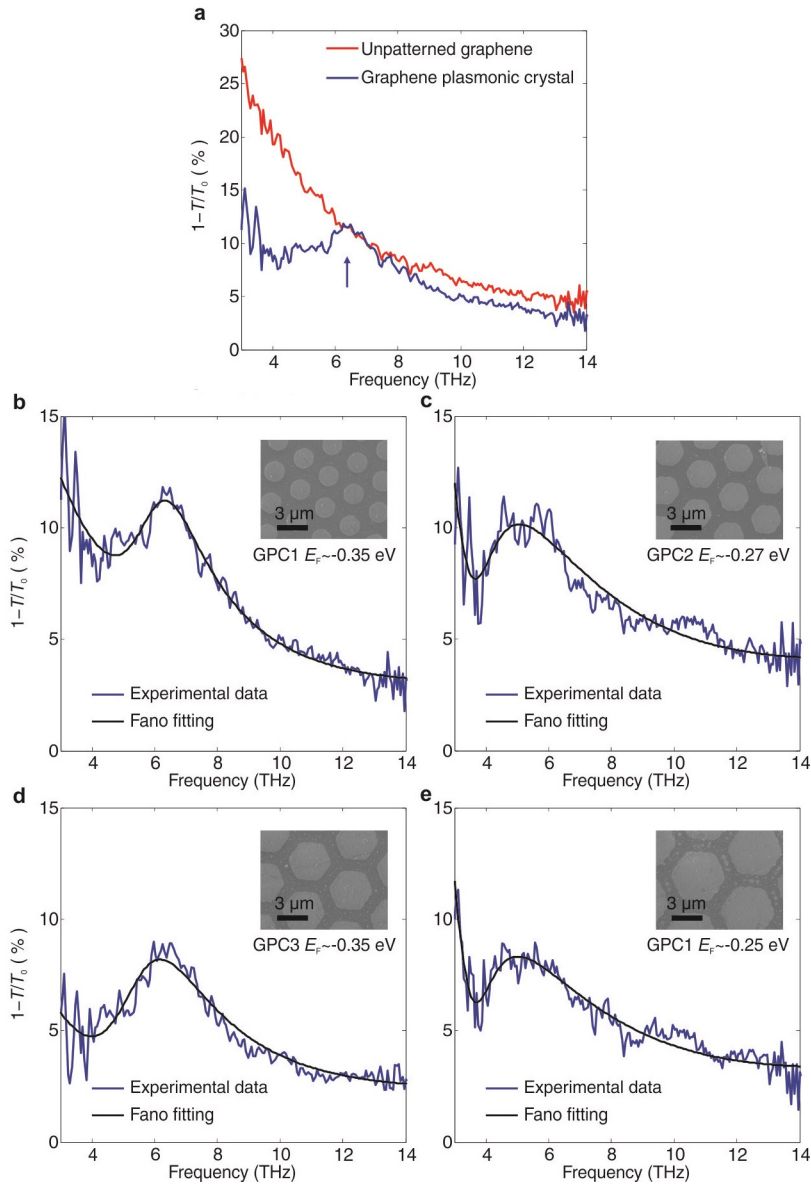 a
30
25
20
15
10
5
0
1−T/T₀ ( % )
Unpatterned graphene
Graphene plasmonic crystal
4 6 8 10 12 14
Frequency (THz)
b
15
10
5
0
1−T/T₀ ( % )
3 μm
GPC1 E_F~-0.35 eV
Experimental data
Fano fitting
4 6 8 10 12 14
Frequency (THz)
c
15
10
5
0
3 μm
GPC2 E_F~-0.27 eV
Experimental data
Fano fitting
4 6 8 10 12 14
Frequency (THz)
d
15
10
5
0
1−T/T₀ ( % )
3 μm
GPC3 E_F~-0.35 eV
Experimental data
Fano fitting
4 6 8 10 12 14
Frequency (THz)
e
15
10
5
0
3 μm
GPC1 E_F~-0.25 eV
Experimental data
Fano fitting
4 6 8 10 12 14
Frequency (THz)